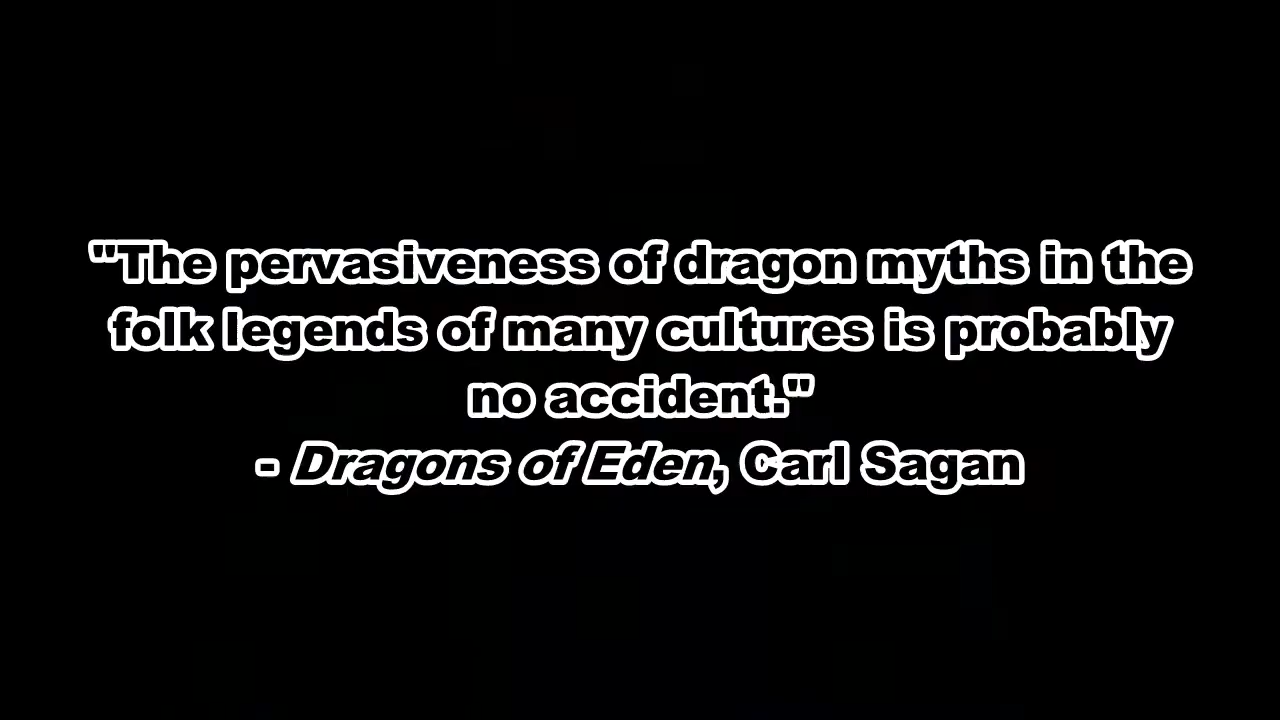 "The pervasiveness of dragon myths in the
folk legends of many cultures is probably
no accident."
- Dragons of Eden, Carl Sagan